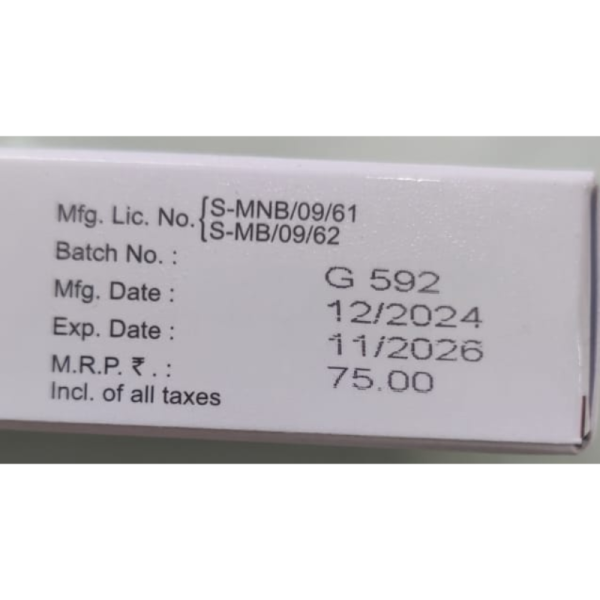 Mfg. Lic. No. {S-MNB/09/61
S-MB/09/62
Batch No. : G 592
Mfg. Date : 12/2024
Exp. Date : 11/2026
M.R.P. ₹ . : 75.00
Incl. of all taxes